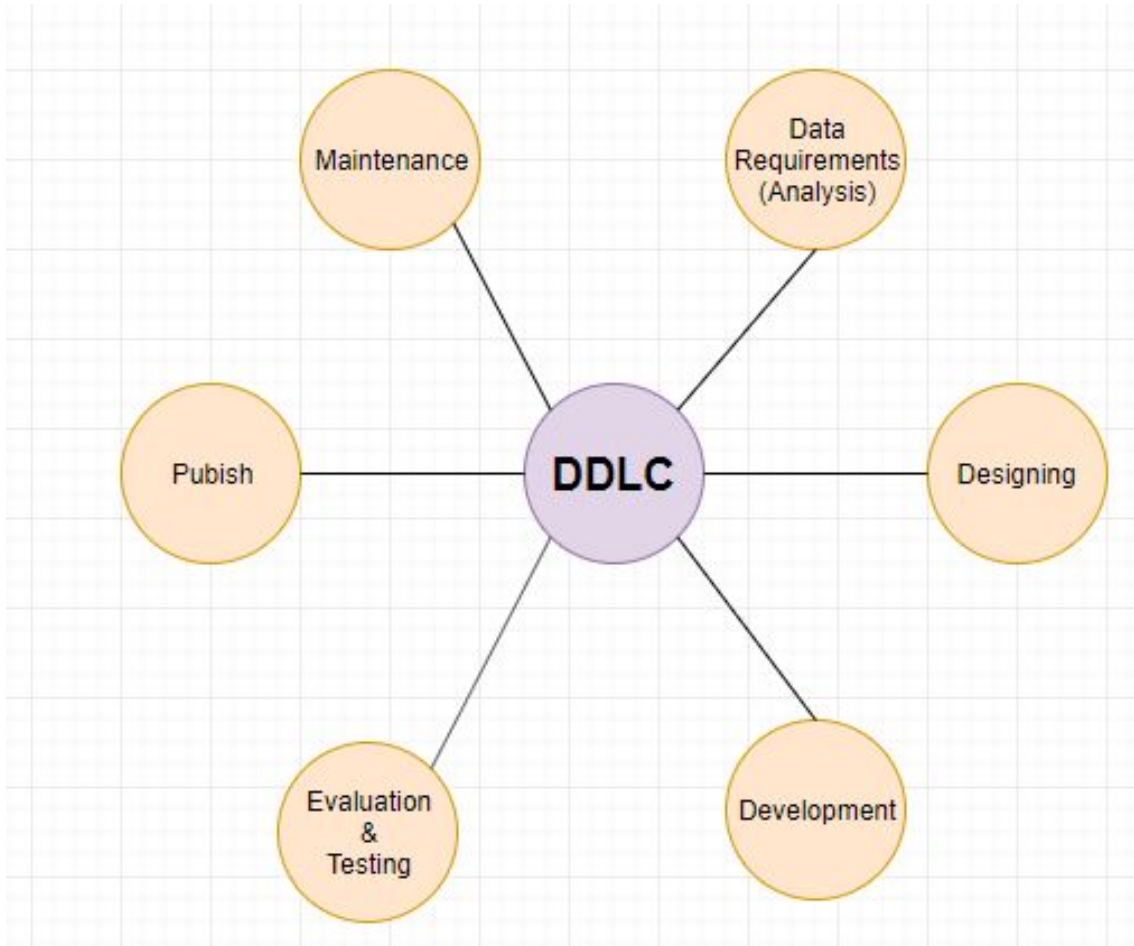 Maintenance
Data
Requirements
(Analysis)
Pubish
DDLC
Designing
Evaluation
&
Testing
Development